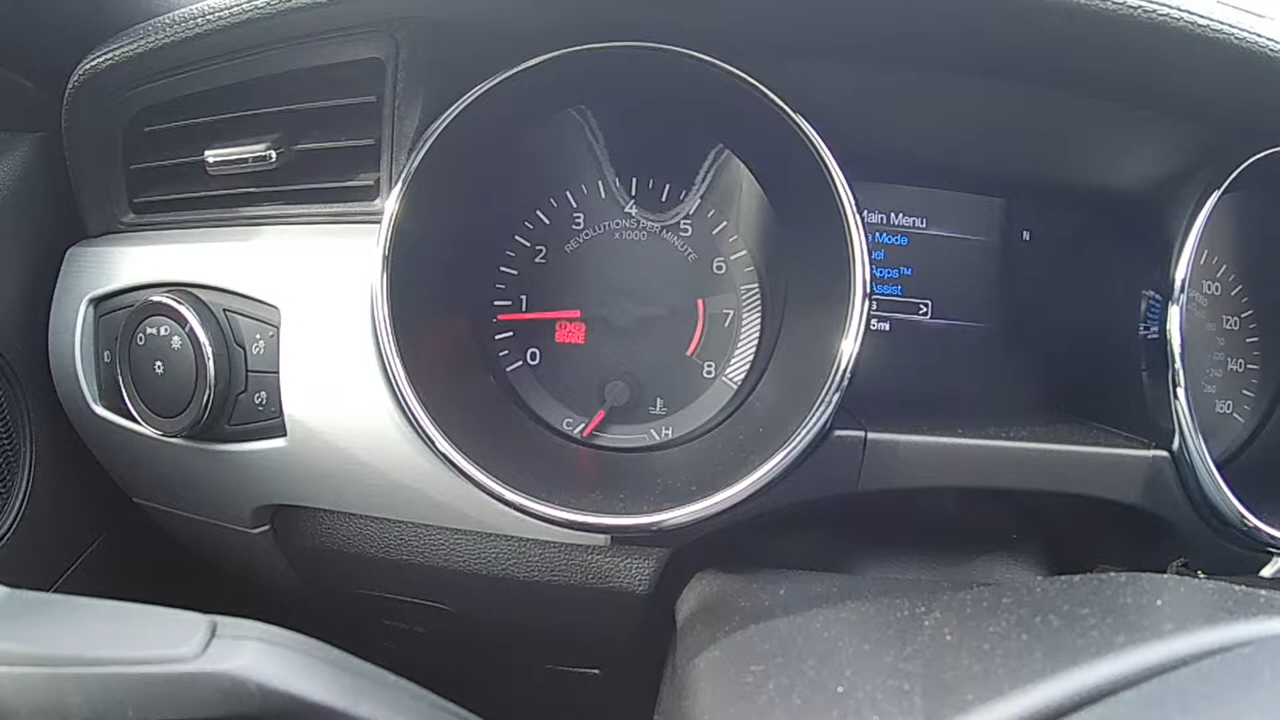 0
1
2
3
4
5
6
7
8
REVOLUTIONS PER MINUTE
x1000
BRAKE
C
H
Main Menu
Mode
Apps™
Assist
>
5mi
N
100
120
140
160
0